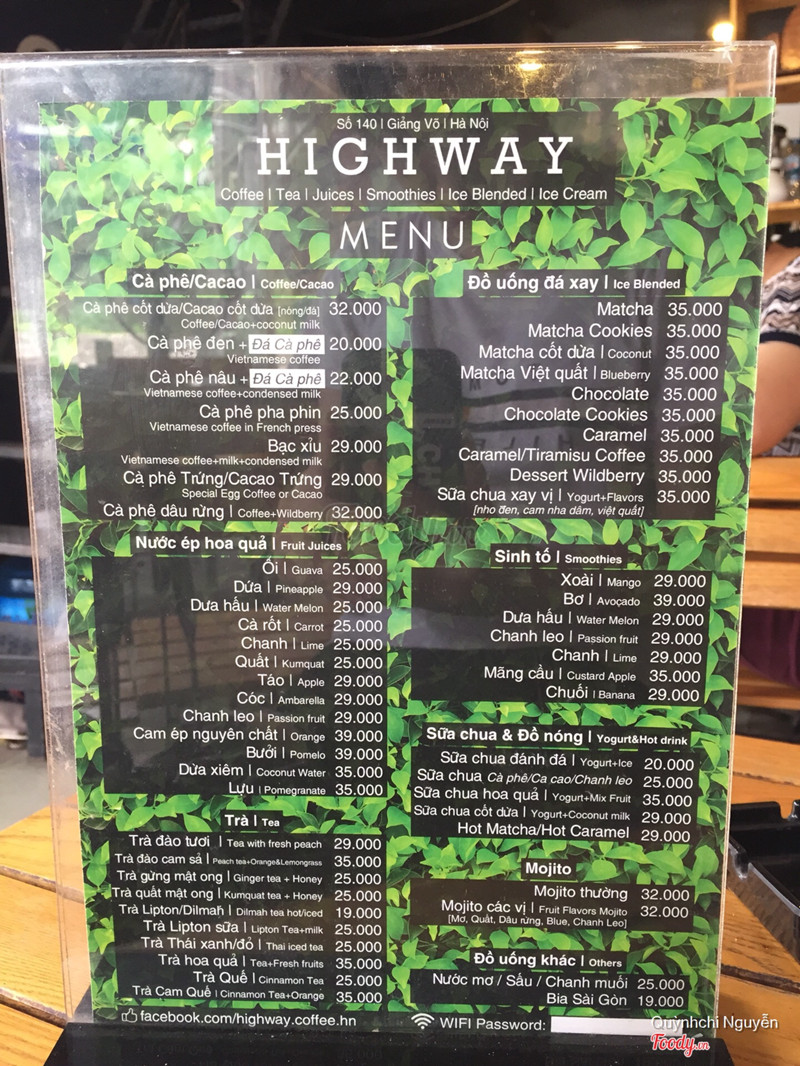 Số 140 | Giảng Võ | Hà Nội
HIGHWAY
Coffee | Tea | Juices | Smoothies | Ice Blended | Ice Cream
MENU
Cà phê/Cacao | Coffee/Cacao
Cà phê cốt dừa/Cacao cốt dừa [nóng/đá] 32.000
Coffee/Cacao+coconut milk
Cà phê đen + Đá Cà phê 20.000
Vietnamese coffee
Cà phê nâu + Đá Cà phê 22.000
Vietnamese coffee+condensed milk
Cà phê pha phin 25.000
Vietnamese coffee in French press
Bạc xỉu 29.000
Vietnamese coffee+milk+condensed milk
Cà phê Trứng/Cacao Trứng 29.000
Special Egg Coffee or Cacao
Cà phê dâu rừng | Coffee+Wildberry 32.000
Nước ép hoa quả | Fruit Juices
Ổi | Guava 25.000
Dứa | Pineapple 29.000
Dưa hấu | Water Melon 25.000
Cà rốt | Carrot 25.000
Chanh | Lime 25.000
Quất | Kumquat 25.000
Táo | Apple 29.000
Cóc | Ambarella 29.000
Chanh leo | Passion fruit 29.000
Cam ép nguyên chất | Orange 39.000
Bưởi | Pomelo 39.000
Dừa xiêm | Coconut Water 35.000
Lựu | Pomegranate 35.000
Trà | Tea
Trà đào tươi | Tea with fresh peach 29.000
Trà đào cam sả | Peach tea+Orange&Lemongrass 35.000
Trà gừng mật ong | Ginger tea + Honey 25.000
Trà quất mật ong | Kumquat tea + Honey 25.000
Trà Lipton/Dilmah | Dilmah tea hot/iced 19.000
Trà Lipton sữa | Lipton Tea+milk 25.000
Trà Thái xanh/đỏ | Thai iced tea 25.000
Trà hoa quả | Tea+Fresh fruits 35.000
Trà Quế | Cinnamon Tea 25.000
Trà Cam Quế | Cinnamon Tea+Orange 35.000
Đồ uống đá xay | Ice Blended
Matcha 35.000
Matcha Cookies 35.000
Matcha cốt dừa | Coconut 35.000
Matcha Việt quất | Blueberry 35.000
Chocolate 35.000
Chocolate Cookies 35.000
Caramel 35.000
Caramel/Tiramisu Coffee 35.000
Dessert Wildberry 35.000
Sữa chua xay vị | Yogurt+Flavors 35.000
[nho đen, cam nha đam, việt quất]
Sinh tố | Smoothies
Xoài | Mango 29.000
Bơ | Avocado 39.000
Dưa hấu | Water Melon 29.000
Chanh leo | Passion fruit 29.000
Chanh | Lime 29.000
Mãng cầu | Custard Apple 35.000
Chuối | Banana 29.000
Sữa chua & Đồ nóng | Yogurt&Hot drink
Sữa chua đánh đá | Yogurt+Ice 20.000
Sữa chua Cà phê/Ca cao/Chanh leo 25.000
Sữa chua hoa quả | Yogurt+Mix Fruit 35.000
Sữa chua cốt dừa | Yogurt+Coconut milk 29.000
Hot Matcha/Hot Caramel 29.000
Mojito
Mojito thường 32.000
Mojito các vị | Fruit Flavors Mojito 32.000
[Mơ, Quất, Dâu rừng, Blue, Chanh Leo]
Đồ uống khác | Others
Nước mơ / Sấu / Chanh muối 25.000
Bia Sài Gòn 19.000
facebook.com/highway.coffee.hn
WIFI Password:
Quỳnhchi Nguyễn
Foody.vn